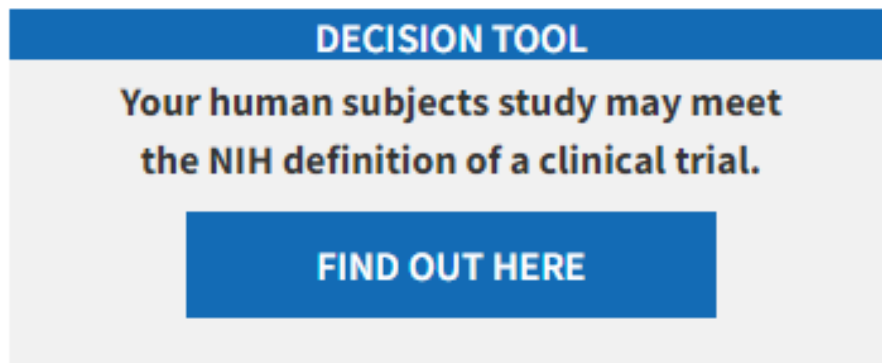 DECISION TOOL
Your human subjects study may meet
the NIH definition of a clinical trial.
FIND OUT HERE